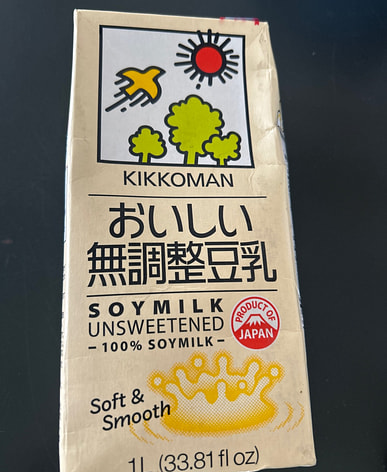 KIKKOMAN
おいしい
無調整豆乳
SOYMILK
UNSWEETENED
- 100% SOYMILK -
PRODUCT OF
JAPAN
Soft &
Smooth
1L (33.81 fl oz)